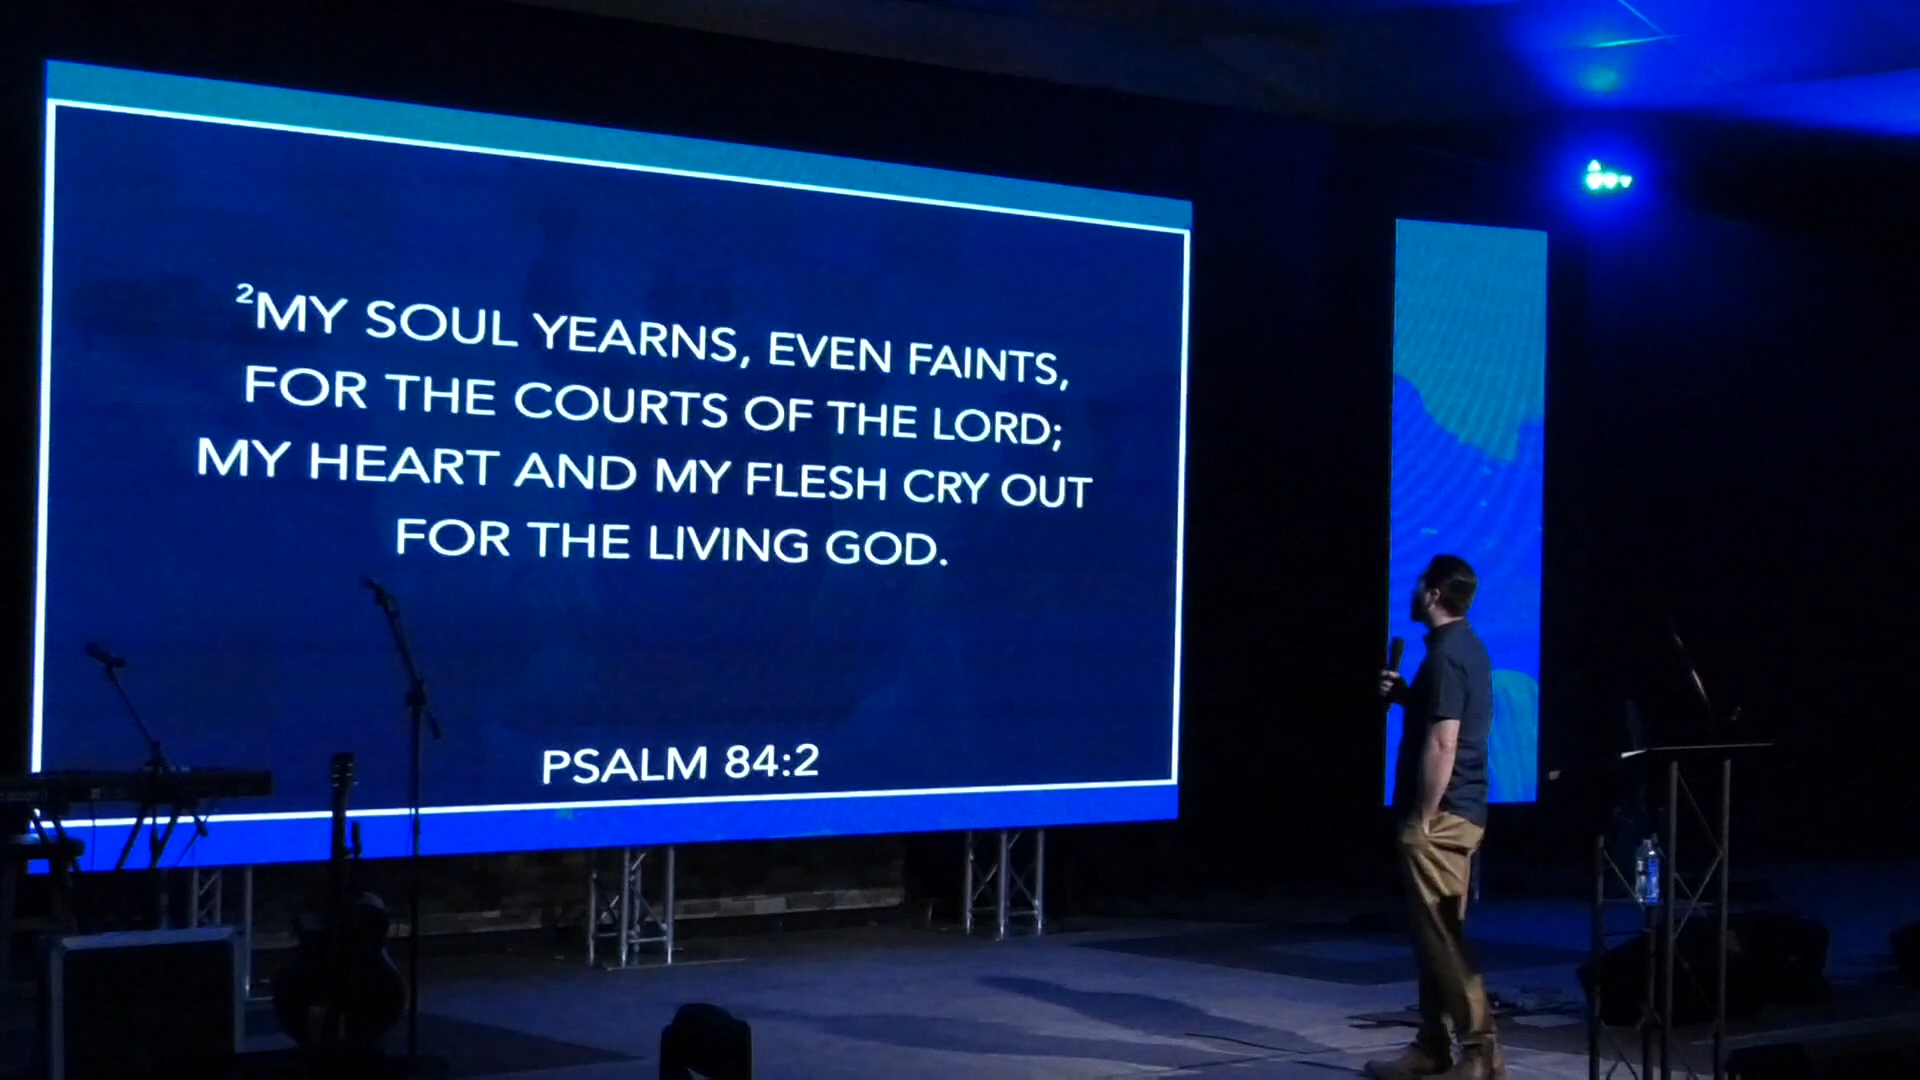 ²MY SOUL YEARNS, EVEN FAINTS,
FOR THE COURTS OF THE LORD;
MY HEART AND MY FLESH CRY OUT
FOR THE LIVING GOD.
PSALM 84:2